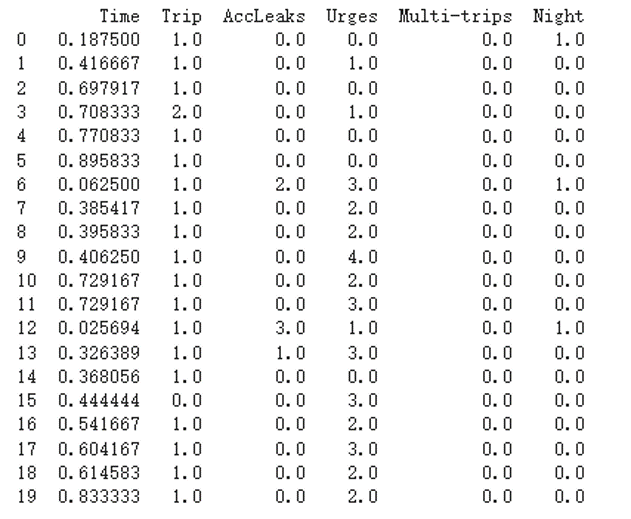 Time Trip AccLeaks Urges Multi-trips Night
0 0.187500 1.0 0.0 0.0 0.0 1.0
1 0.416667 1.0 0.0 1.0 0.0 0.0
2 0.697917 1.0 0.0 0.0 0.0 0.0
3 0.708333 2.0 0.0 1.0 0.0 0.0
4 0.770833 1.0 0.0 0.0 0.0 0.0
5 0.895833 1.0 0.0 0.0 0.0 0.0
6 0.062500 1.0 2.0 3.0 0.0 1.0
7 0.385417 1.0 0.0 2.0 0.0 0.0
8 0.395833 1.0 0.0 2.0 0.0 0.0
9 0.406250 1.0 0.0 4.0 0.0 0.0
10 0.729167 1.0 0.0 2.0 0.0 0.0
11 0.729167 1.0 0.0 3.0 0.0 0.0
12 0.025694 1.0 3.0 1.0 0.0 1.0
13 0.326389 1.0 1.0 3.0 0.0 0.0
14 0.368056 1.0 0.0 0.0 0.0 0.0
15 0.444444 0.0 0.0 3.0 0.0 0.0
16 0.541667 1.0 0.0 2.0 0.0 0.0
17 0.604167 1.0 0.0 3.0 0.0 0.0
18 0.614583 1.0 0.0 2.0 0.0 0.0
19 0.833333 1.0 0.0 2.0 0.0 0.0